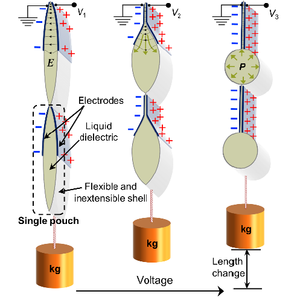 V1
V2
V3
E
P
Electrodes
Liquid
dielectric
Flexible and
inextensible shell
Single pouch
kg
kg
kg
Length
change
Voltage